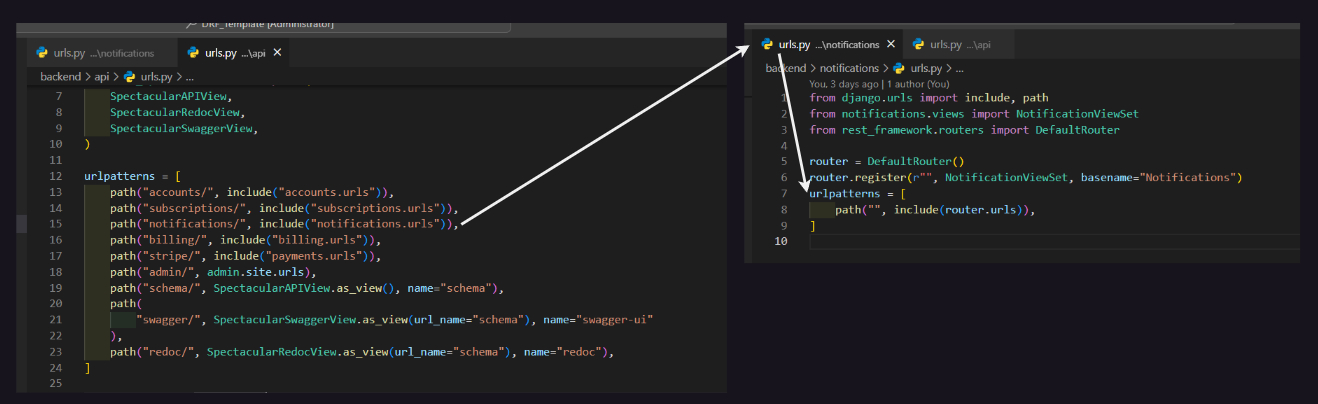 DRF_Template [Administrator]
urls.py ...\notifications
urls.py ...\api
backend > api > urls.py > ...
7 SpectacularAPIView,
8 SpectacularRedocView,
9 SpectacularSwaggerView,
10 )
11
12 urlpatterns = [
13 path("accounts/", include("accounts.urls")),
14 path("subscriptions/", include("subscriptions.urls")),
15 path("notifications/", include("notifications.urls")),
16 path("billing/", include("billing.urls")),
17 path("stripe/", include("payments.urls")),
18 path("admin/", admin.site.urls),
19 path("schema/", SpectacularAPIView.as_view(), name="schema"),
20 path(
21 "swagger/", SpectacularSwaggerView.as_view(url_name="schema"), name="swagger-ui"
22 ),
23 path("redoc/", SpectacularRedocView.as_view(url_name="schema"), name="redoc"),
24 ]
25
urls.py ...\notifications
urls.py ...\api
backend > notifications > urls.py > ...
You, 3 days ago | 1 author (You)
1 from django.urls import include, path
2 from notifications.views import NotificationViewSet
3 from rest_framework.routers import DefaultRouter
4
5 router = DefaultRouter()
6 router.register(r"", NotificationViewSet, basename="Notifications")
7 urlpatterns = [
8 path("", include(router.urls)),
9 ]
10